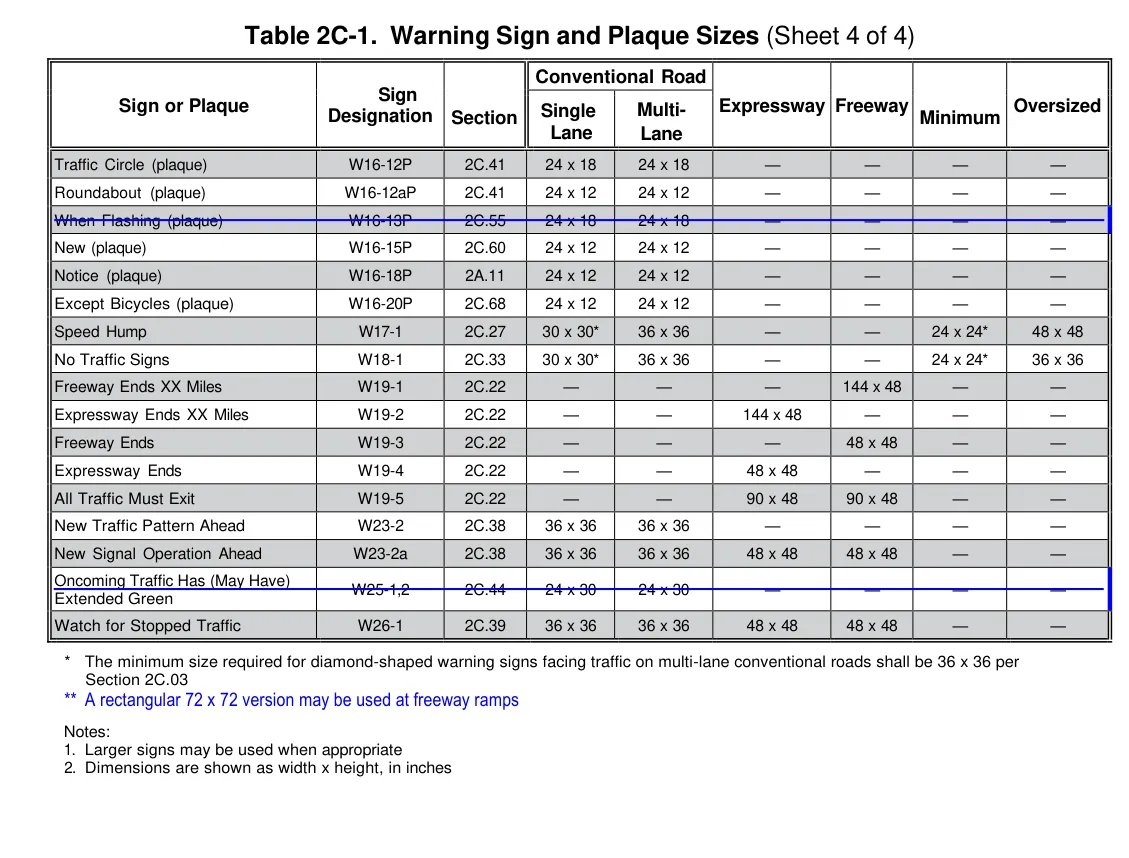 Table 2C-1. Warning Sign and Plaque Sizes (Sheet 4 of 4)
Sign or Plaque Sign Designation Section Conventional Road Single Lane Multi-Lane Expressway Freeway Minimum Oversized
Traffic Circle (plaque) W16-12P 2C.41 24 x 18 24 x 18 — — — —
Roundabout (plaque) W16-12aP 2C.41 24 x 12 24 x 12 — — — —
When Flashing (plaque) W16-13P 2C.55 24 x 18 24 x 18 — — — —
New (plaque) W16-15P 2C.60 24 x 12 24 x 12 — — — —
Notice (plaque) W16-18P 2A.11 24 x 12 24 x 12 — — — —
Except Bicycles (plaque) W16-20P 2C.68 24 x 12 24 x 12 — — — —
Speed Hump W17-1 2C.27 30 x 30* 36 x 36 — — 24 x 24* 48 x 48
No Traffic Signs W18-1 2C.33 30 x 30* 36 x 36 — — 24 x 24* 36 x 36
Freeway Ends XX Miles W19-1 2C.22 — — — 144 x 48 — —
Expressway Ends XX Miles W19-2 2C.22 — — 144 x 48 — — —
Freeway Ends W19-3 2C.22 — — — 48 x 48 — —
Expressway Ends W19-4 2C.22 — — 48 x 48 — — —
All Traffic Must Exit W19-5 2C.22 — — 90 x 48 90 x 48 — —
New Traffic Pattern Ahead W23-2 2C.38 36 x 36 36 x 36 — — — —
New Signal Operation Ahead W23-2a 2C.38 36 x 36 36 x 36 48 x 48 48 x 48 — —
Oncoming Traffic Has (May Have)
Extended Green W25-1,2 2C.44 24 x 30 24 x 30 — — — —
Watch for Stopped Traffic W26-1 2C.39 36 x 36 36 x 36 48 x 48 48 x 48 — —
* The minimum size required for diamond-shaped warning signs facing traffic on multi-lane conventional roads shall be 36 x 36 per
Section 2C.03
** A rectangular 72 x 72 version may be used at freeway ramps
Notes:
1. Larger signs may be used when appropriate
2. Dimensions are shown as width x height, in inches